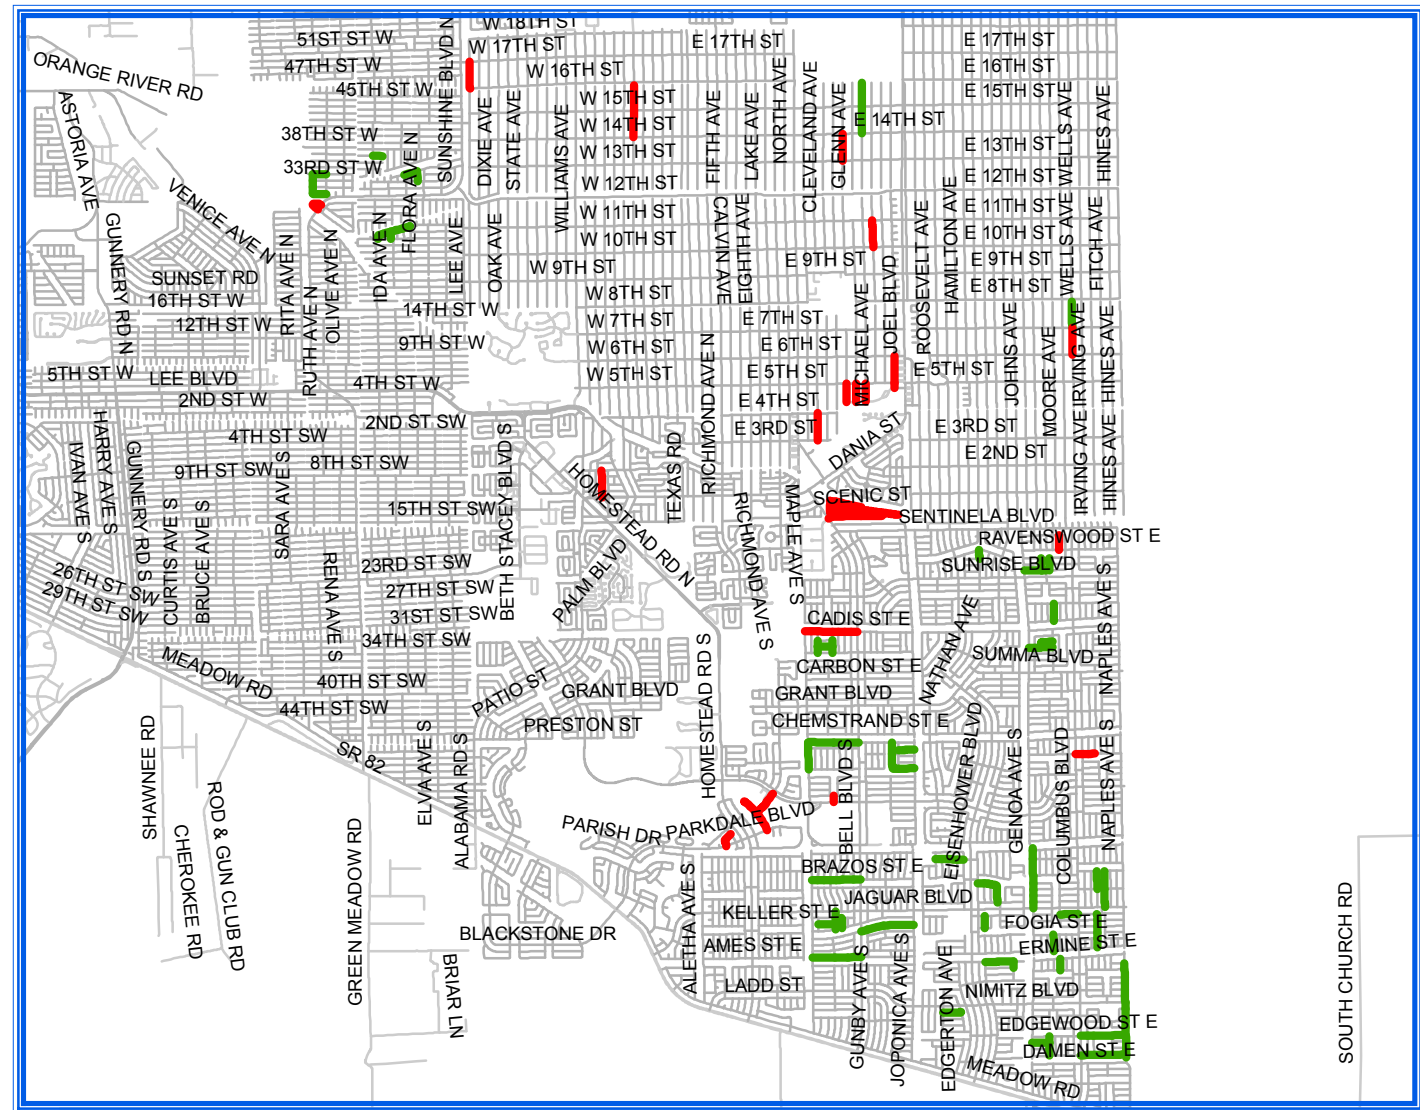 W 18TH ST
51ST ST W
W 17TH ST
E 17TH ST
E 17TH ST
47TH ST W
W 16TH ST
E 16TH ST
ORANGE RIVER RD
45TH ST W
W 15TH ST
E 15TH ST
SUNSHINE BLVD N
ASTORIA AVE
38TH ST W
W 14TH ST
E 14TH ST
DIXIE AVE
STATE AVE
WILLIAMS AVE
FIFTH AVE
LAKE AVE
NORTH AVE
CLEVELAND AVE
GLENN AVE
WELLS AVE
HINES AVE
W 13TH ST
E 13TH ST
33RD ST W
W 12TH ST
E 12TH ST
FLORA AVE N
VENICE AVE N
GUNNERY RD N
W 11TH ST
E 11TH ST
W 10TH ST
E 10TH ST
CALVIN AVE
EIGHTH AVE
ROOSEVELT AVE
HAMILTON AVE
WELLS AVE
FITCH AVE
IDA AVE N
LEE AVE
OAK AVE
RITA AVE N
OLIVE AVE N
W 9TH ST
E 9TH ST
E 9TH ST
SUNSET RD
16TH ST W
W 8TH ST
E 8TH ST
14TH ST W
12TH ST W
W 7TH ST
E 7TH ST
RUTH AVE N
9TH ST W
W 6TH ST
E 6TH ST
MICHAEL AVE
JOEL BLVD
JOHNS AVE
MOORE AVE
IRVING AVE
HINES AVE
5TH ST W
LEE BLVD
4TH ST W
W 5TH ST
E 5TH ST
E 5TH ST
RICHMOND AVE N
2ND ST W
E 4TH ST
2ND ST SW
E 3RD ST
E 3RD ST
DANIA ST
4TH ST SW
E 2ND ST
HARRY AVE S
IVAN AVE S
GUNNERY RD S
9TH ST SW
8TH ST SW
SARA AVE S
BETH STACEY BLVD S
HOMESTEAD RD N
TEXAS RD
RICHMOND AVE S
MAPLE AVE S
SCENIC ST
IRVING AVE
HINES AVE
15TH ST SW
SENTINELA BLVD
CURTIS AVE S
BRUCE AVE S
RENA AVE S
RAVENSWOOD ST E
23RD ST SW
SUNRISE BLVD
26TH ST SW
27TH ST SW
29TH ST SW
31ST ST SW
PALM BLVD
CADIS ST E
NATHAN AVE
NAPLES AVE S
34TH ST SW
HOMESTEAD RD S
SUMMA BLVD
MEADOW RD
CARBON ST E
40TH ST SW
PATIO ST
GRANT BLVD
GRANT BLVD
44TH ST SW
PRESTON ST
CHEMSTRAND ST E
SHAWNEE RD
SR 82
ELVA AVE S
ALABAMA RD S
BELL BLVD S
EISENHOWER BLVD
GENOA AVE S
COLUMBUS BLVD
NAPLES AVE S
ROD & GUN CLUB RD
CHEROKEE RD
GREEN MEADOW RD
PARISH DR
PARKDALE BLVD
BRAZOS ST E
ALETHA AVE S
JAGUAR BLVD
KELLER ST E
FOGIA ST E
BLACKSTONE DR
AMES ST E
ERMINE ST E
BRIAR LN
LADD ST
GUNBY AVE S
JOPONICA AVE S
EDGERTON AVE
NIMITZ BLVD
SOUTH CHURCH RD
EDGEWOOD ST E
DAMEN ST E
MEADOW RD